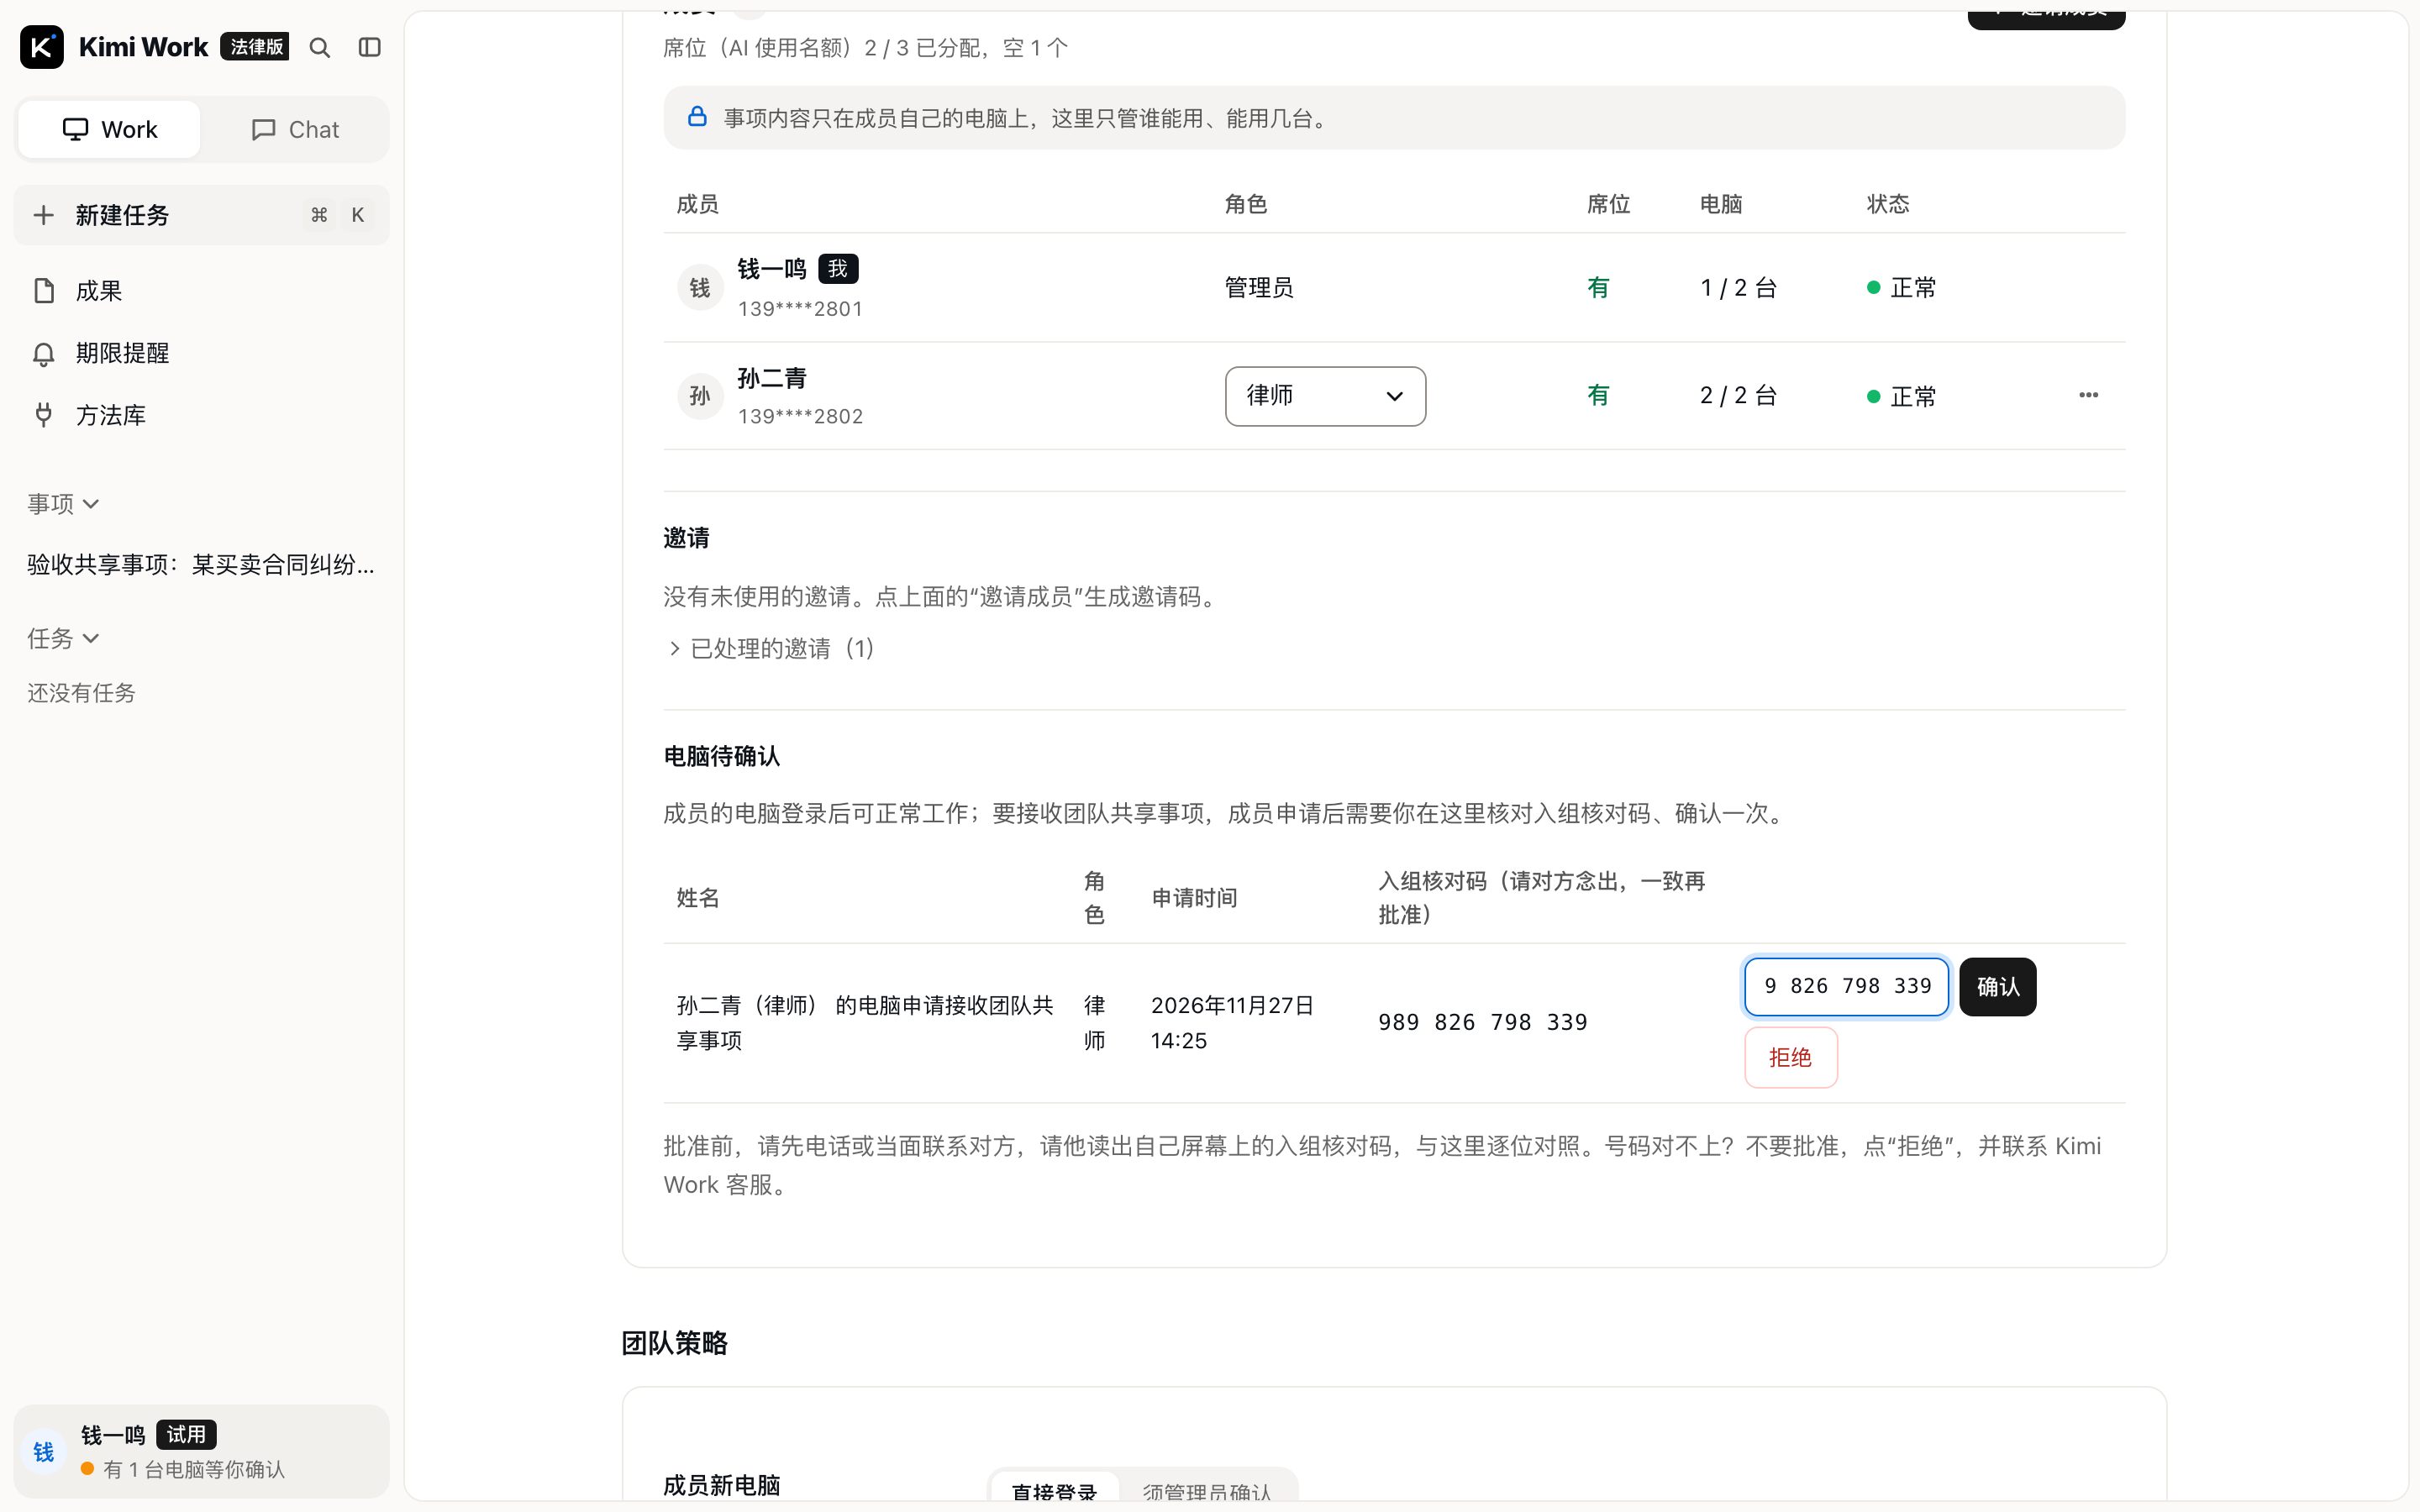 Kimi Work 法律版
Work
Chat
新建任务 ⌘ K
成果
期限提醒
方法库
事项
验收共享事项：某买卖合同纠纷...
任务
还没有任务
钱
钱一鸣 试用
有 1 台电脑等你确认
席位（AI 使用名额）2 / 3 已分配，空 1 个
事项内容只在成员自己的电脑上，这里只管谁能用、能用几台。
成员 角色 席位 电脑 状态
钱 钱一鸣 我
139****2801
管理员 有 1 / 2 台 正常
孙 孙二青
139****2802
律师 有 2 / 2 台 正常
邀请
没有未使用的邀请。点上面的“邀请成员”生成邀请码。
已处理的邀请（1）
电脑待确认
成员的电脑登录后可正常工作；要接收团队共享事项，成员申请后需要你在这里核对入组核对码、确认一次。
姓名
角
色
申请时间
入组核对码（请对方念出，一致再
批准）
孙二青（律师） 的电脑申请接收团队共
享事项
律
师
2026年11月27日
14:25
989 826 798 339
9 826 798 339
确认
拒绝
批准前，请先电话或当面联系对方，请他读出自己屏幕上的入组核对码，与这里逐位对照。号码对不上？不要批准，点“拒绝”，并联系 Kimi
Work 客服。
团队策略
成员新电脑
直接登录
须管理员确认